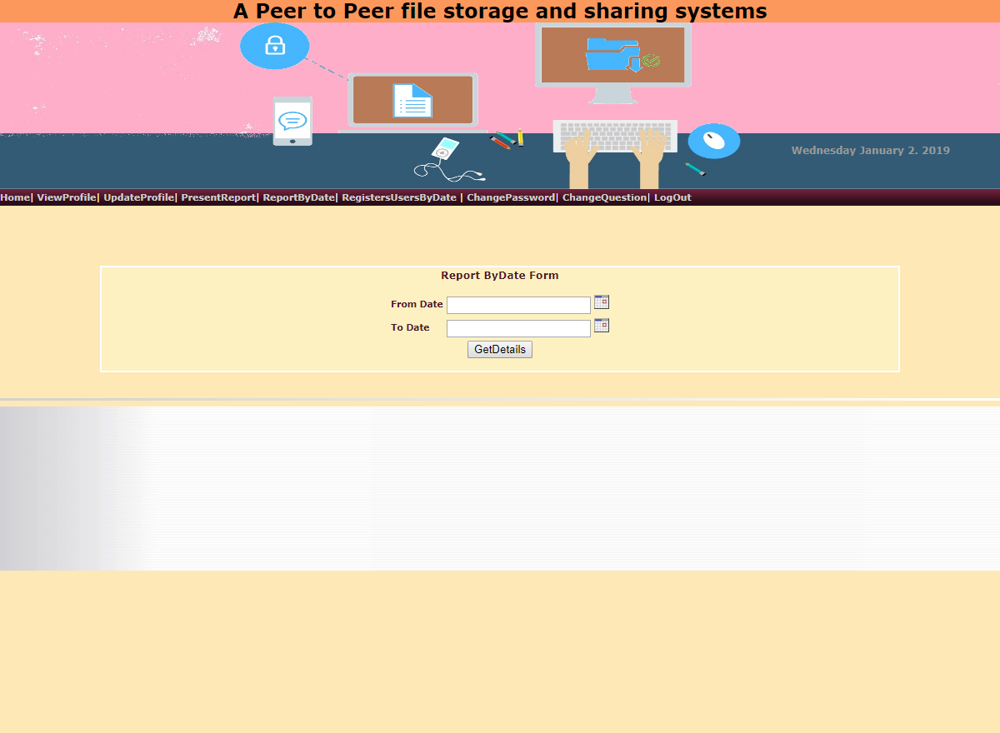 A Peer to Peer file storage and sharing systems
Wednesday January 2. 2019
Home| ViewProfile| UpdateProfile| PresentReport| ReportByDate| RegistersUsersByDate | ChangePassword| ChangeQuestion| LogOut
Report ByDate Form
From Date
To Date
GetDetails